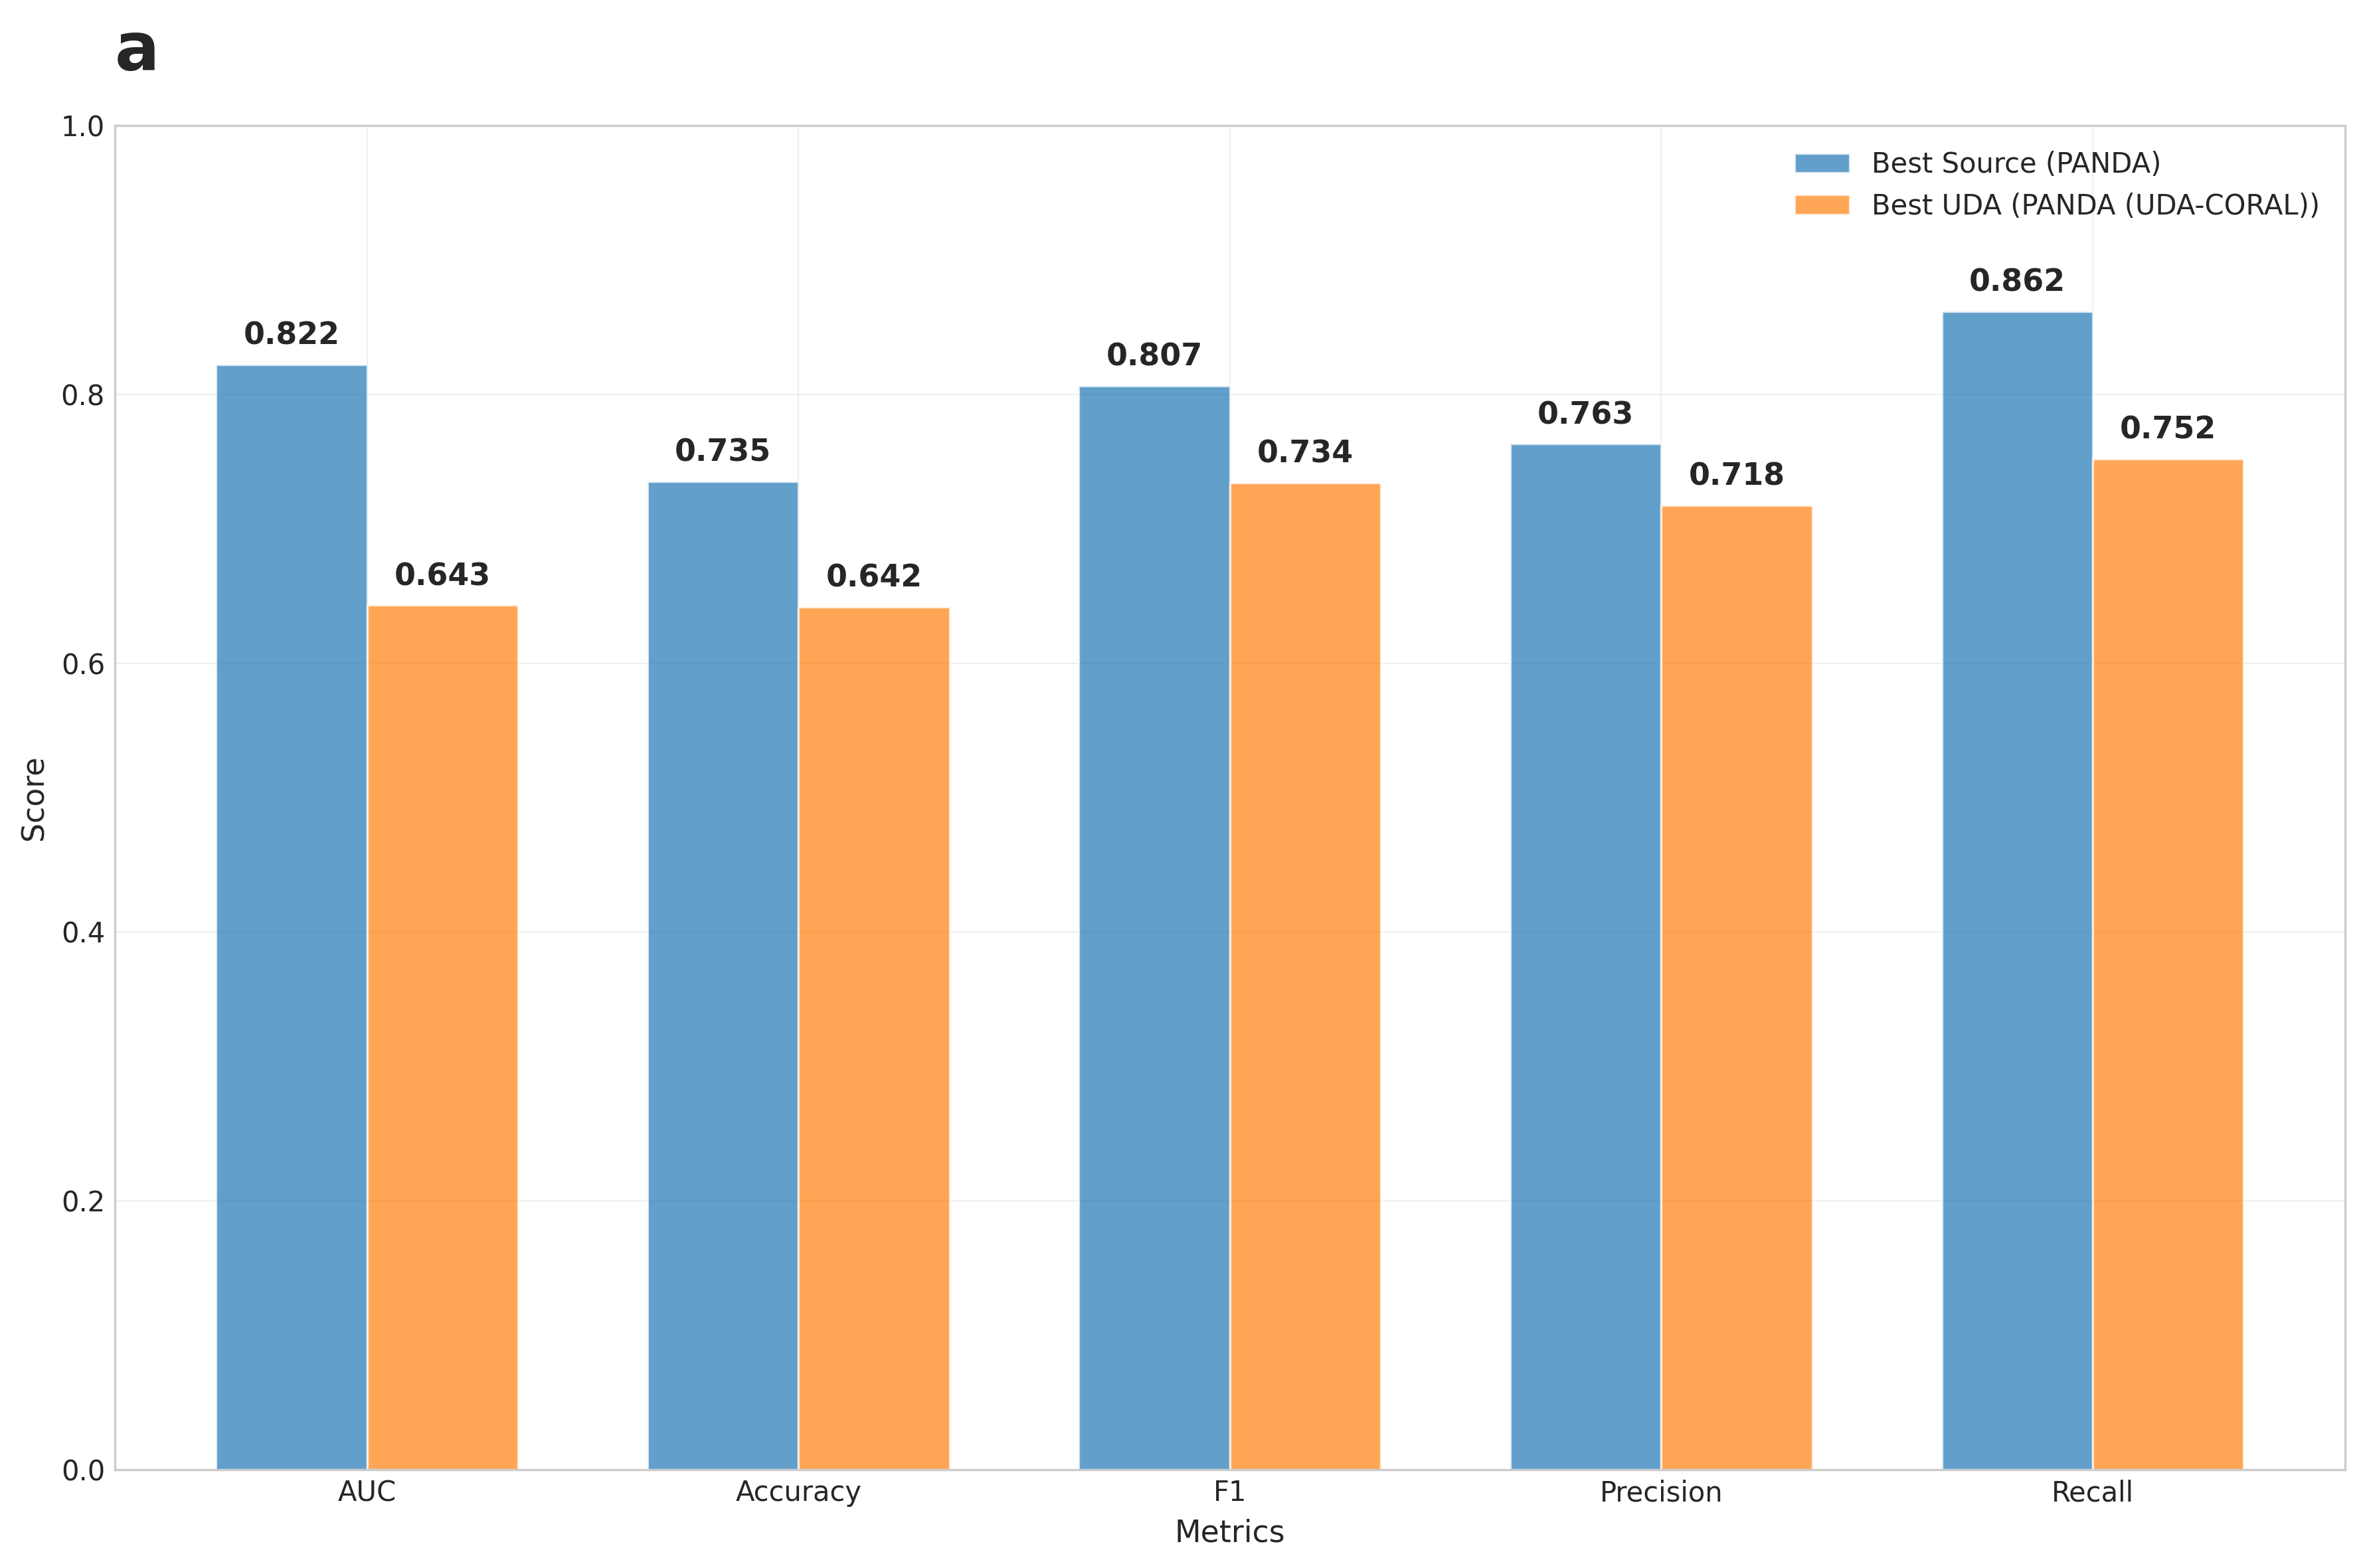 a
1.0
Best Source (PANDA)
Best UDA (PANDA (UDA-CORAL))
0.862
0.822
0.807
0.8
0.763
0.752
0.735
0.734
0.718
0.643
0.642
0.6
Score
0.4
0.2
0.0
AUC Accuracy F1 Precision Recall
Metrics